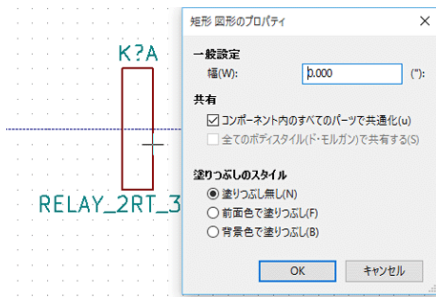 矩形 図形のプロパティ
K?A
RELAY_2RT_3
一般設定
幅(W):
0.000
("):
共有
コンポーネント内のすべてのパーツで共通化(u)
全てのボディスタイル(ド・モルガン)で共有する(S)
塗りつぶしのスタイル
塗りつぶし無し(N)
前面色で塗りつぶし(F)
背景色で塗りつぶし(B)
OK
キャンセル